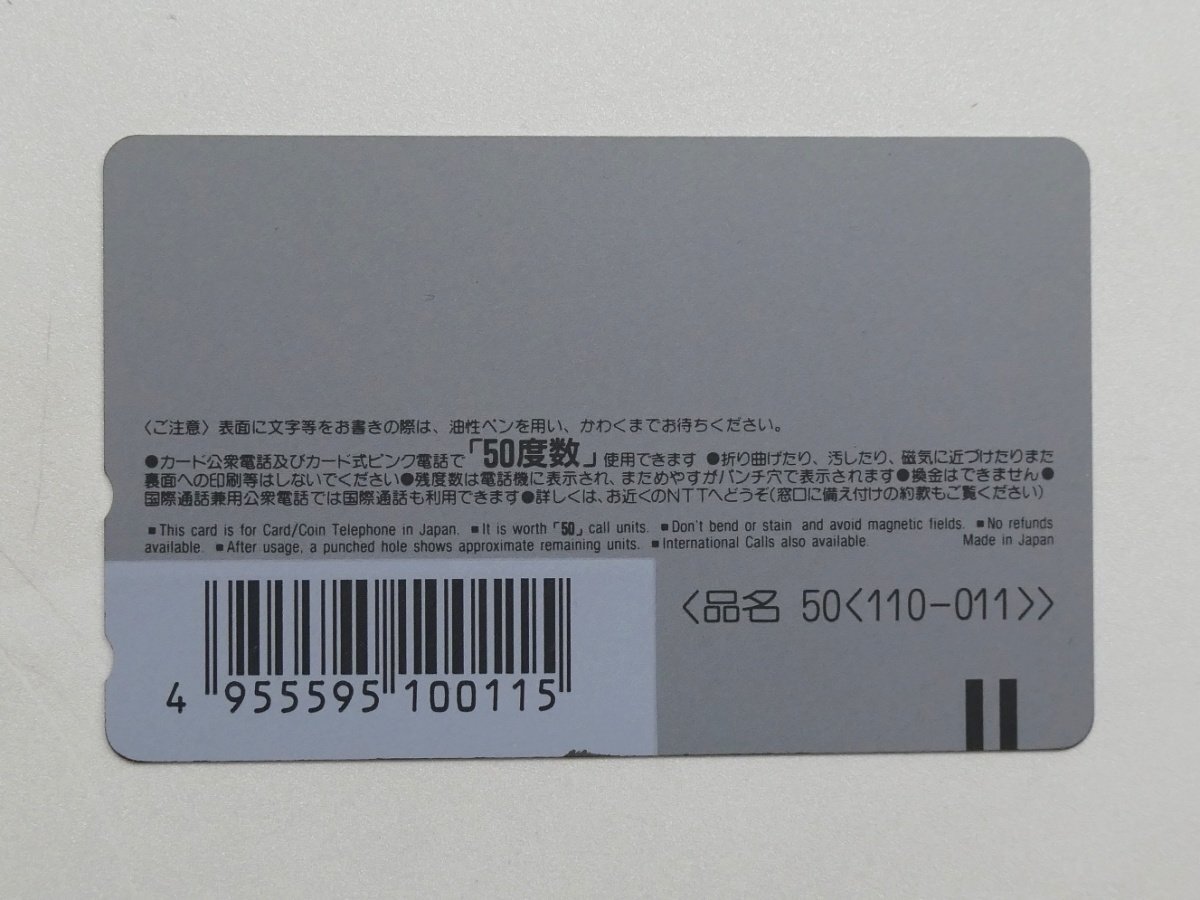 〈ご注意〉表面に文字等をお書きの際は、油性ペンを用い、かわくまでお待ちください。
●カード公衆電話及びカード式ピンク電話で「50度数」使用できます ●折り曲げたり、汚したり、磁気に近づけたりまた
裏面への印刷等はしないでください●残度数は電話機に表示され、まためやすがパンチ穴で表示されます●換金はできません●
国際通話兼用公衆電話では国際通話も利用できます●詳しくは、お近くのNTTへどうぞ(窓口に備え付けの約款もご覧ください)
■This card is for Card/Coin Telephone in Japan. ■It is worth「50」call units. ■Don't bend or stain and avoid magnetic fields. ■No refunds
available. ■After usage, a punched hole shows approximate remaining units. ■International Calls also available. Made in Japan
〈品名 50〈110-011〉〉
4 955595 100115